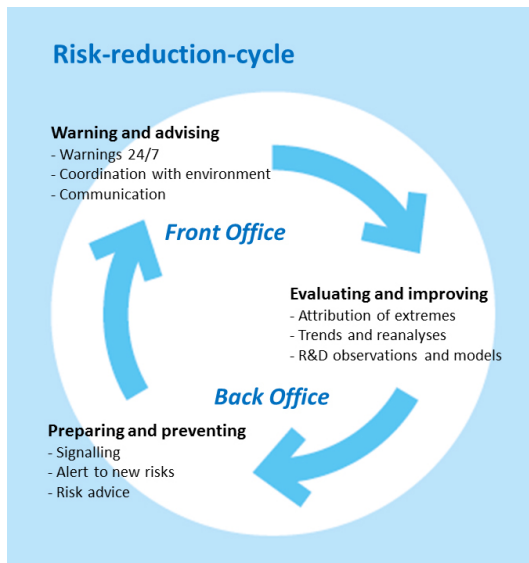 Risk-reduction-cycle
Warning and advising
- Warnings 24/7
- Coordination with environment
- Communication
Front Office
Evaluating and improving
- Attribution of extremes
- Trends and reanalyses
- R&D observations and models
Back Office
Preparing and preventing
- Signalling
- Alert to new risks
- Risk advice